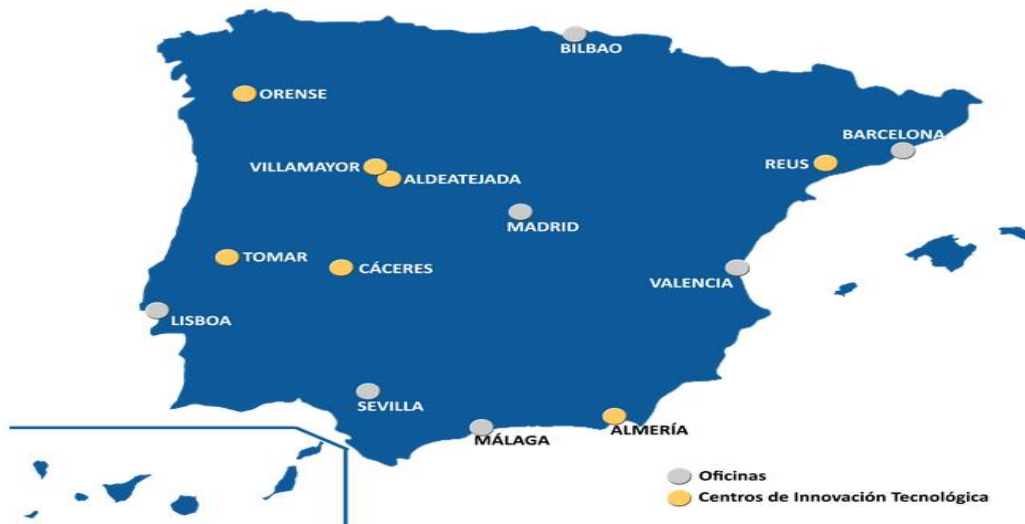 BILBAO
ORENSE
BARCELONA
VILLAMAYOR
REUS
ALDEATEJADA
MADRID
TOMAR
CÁCERES
VALENCIA
LISBOA
SEVILLA
MÁLAGA
ALMERÍA
Oficinas
Centros de Innovación Tecnológica